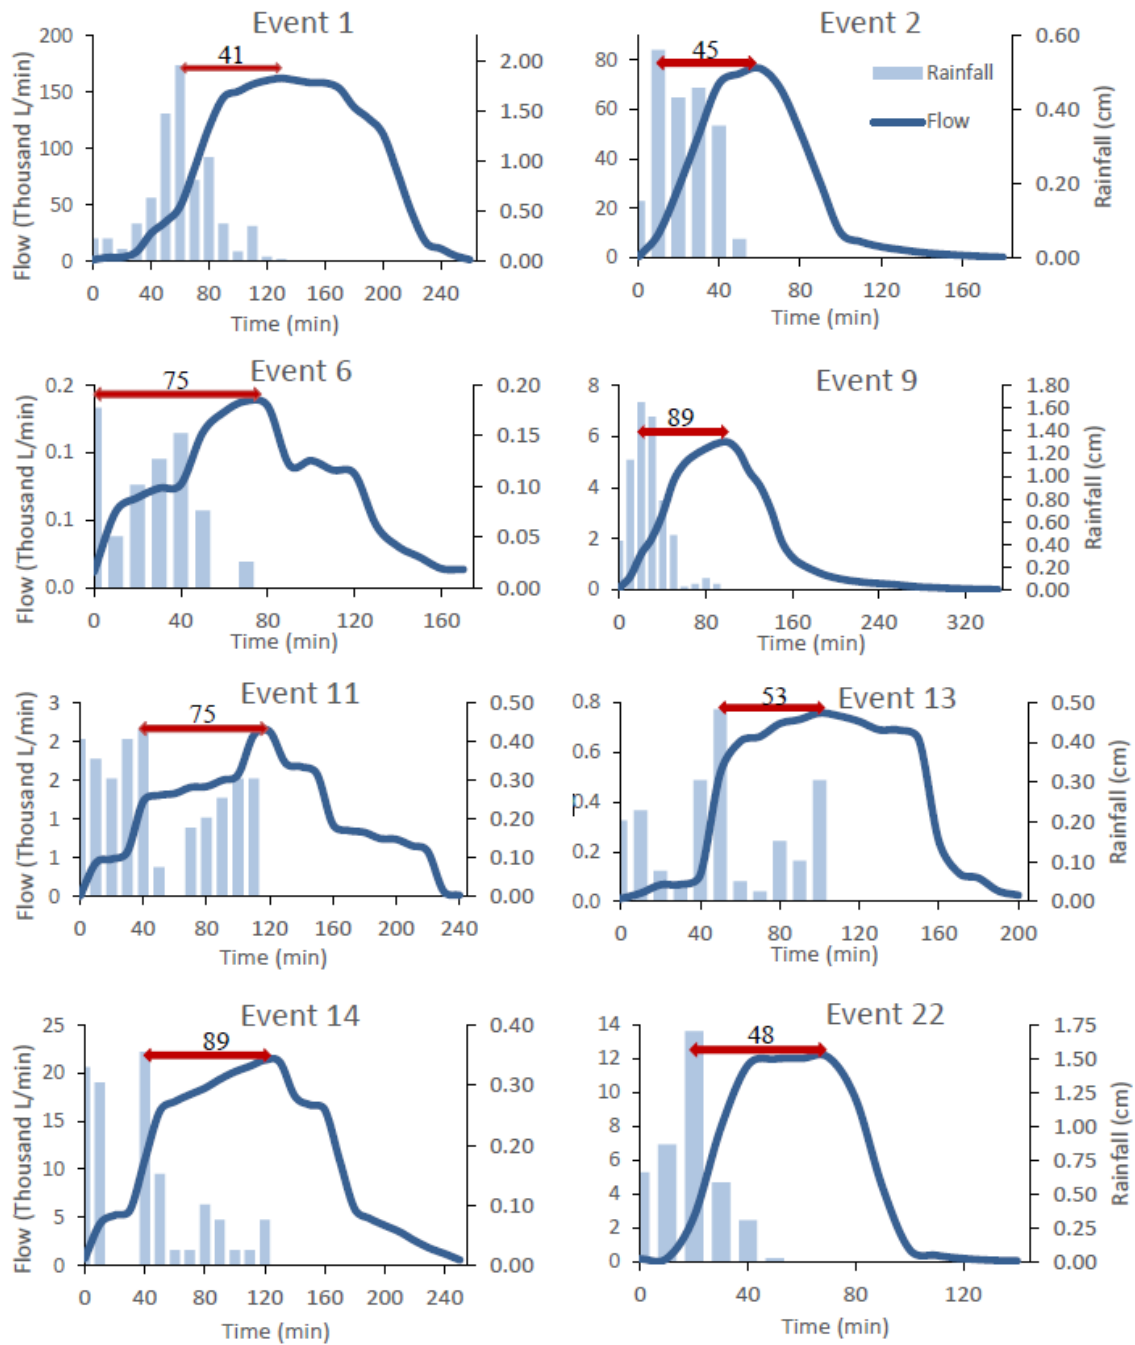 Event 1
41
200
150
100
50
0
2.00
1.50
1.00
0.50
0.00
Flow (Thousand L/min)
0 40 80 120 160 200 240
Time (min)
Event 2
45
80
60
40
20
0
0.60
0.40
0.20
0.00
Rainfall
Flow
Rainfall (cm)
0 40 80 120 160
Time (min)
Event 6
75
0.2
0.1
0.1
0.0
0.20
0.15
0.10
0.05
0.00
Flow (Thousand L/min)
0 40 80 120 160
Time (min)
Event 9
89
8
6
4
2
0
1.80
1.60
1.40
1.20
1.00
0.80
0.60
0.40
0.20
0.00
Rainfall (cm)
0 80 160 240 320
Time (min)
Event 11
75
3
2
2
1
1
0
0.50
0.40
0.30
0.20
0.10
0.00
Flow (Thousand L/min)
0 40 80 120 160 200 240
Time (min)
Event 13
53
0.8
0.6
0.4
0.2
0.0
0.50
0.40
0.30
0.20
0.10
0.00
Rainfall (cm)
0 40 80 120 160 200
Time (min)
Event 14
89
25
20
15
10
5
0
0.40
0.30
0.20
0.10
0.00
Flow (Thousand L/min)
0 40 80 120 160 200 240
Time (min)
Event 22
48
14
12
10
8
6
4
2
0
1.75
1.50
1.25
1.00
0.75
0.50
0.25
0.00
Rainfall (cm)
0 40 80 120
Time (min)